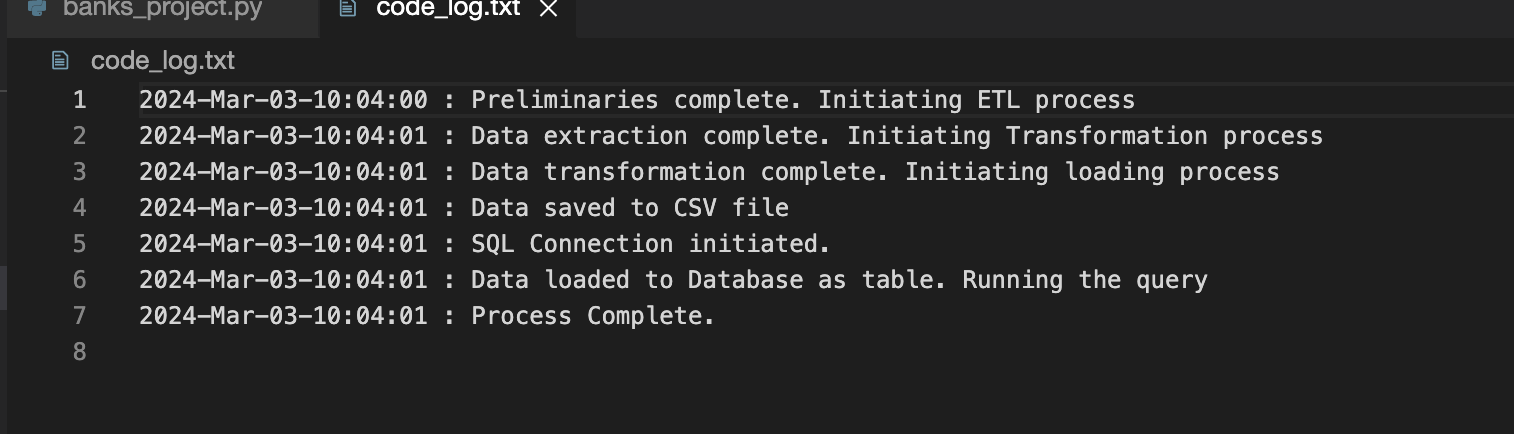 banks_project.py code_log.txt
code_log.txt
1 2024-Mar-03-10:04:00 : Preliminaries complete. Initiating ETL process
2 2024-Mar-03-10:04:01 : Data extraction complete. Initiating Transformation process
3 2024-Mar-03-10:04:01 : Data transformation complete. Initiating loading process
4 2024-Mar-03-10:04:01 : Data saved to CSV file
5 2024-Mar-03-10:04:01 : SQL Connection initiated.
6 2024-Mar-03-10:04:01 : Data loaded to Database as table. Running the query
7 2024-Mar-03-10:04:01 : Process Complete.
8